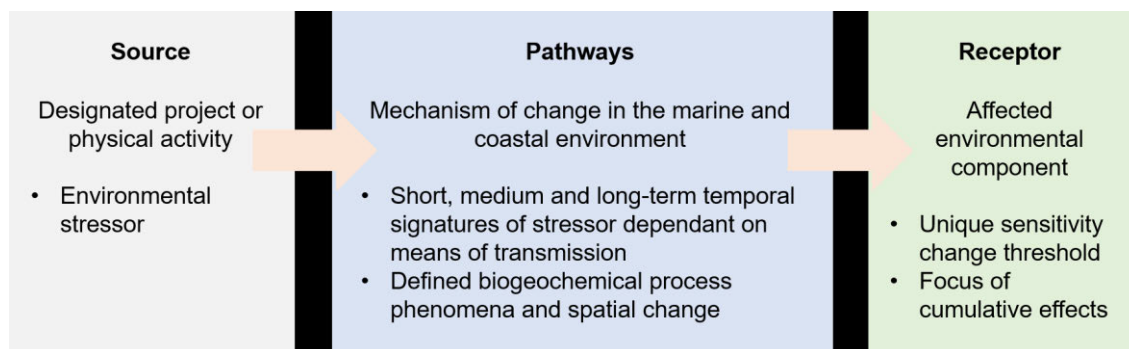 Source
Designated project or
physical activity
• Environmental
stressor
Pathways
Mechanism of change in the marine and
coastal environment
• Short, medium and long-term temporal
signatures of stressor dependant on
means of transmission
• Defined biogeochemical process
phenomena and spatial change
Receptor
Affected
environmental
component
• Unique sensitivity
change threshold
• Focus of
cumulative effects